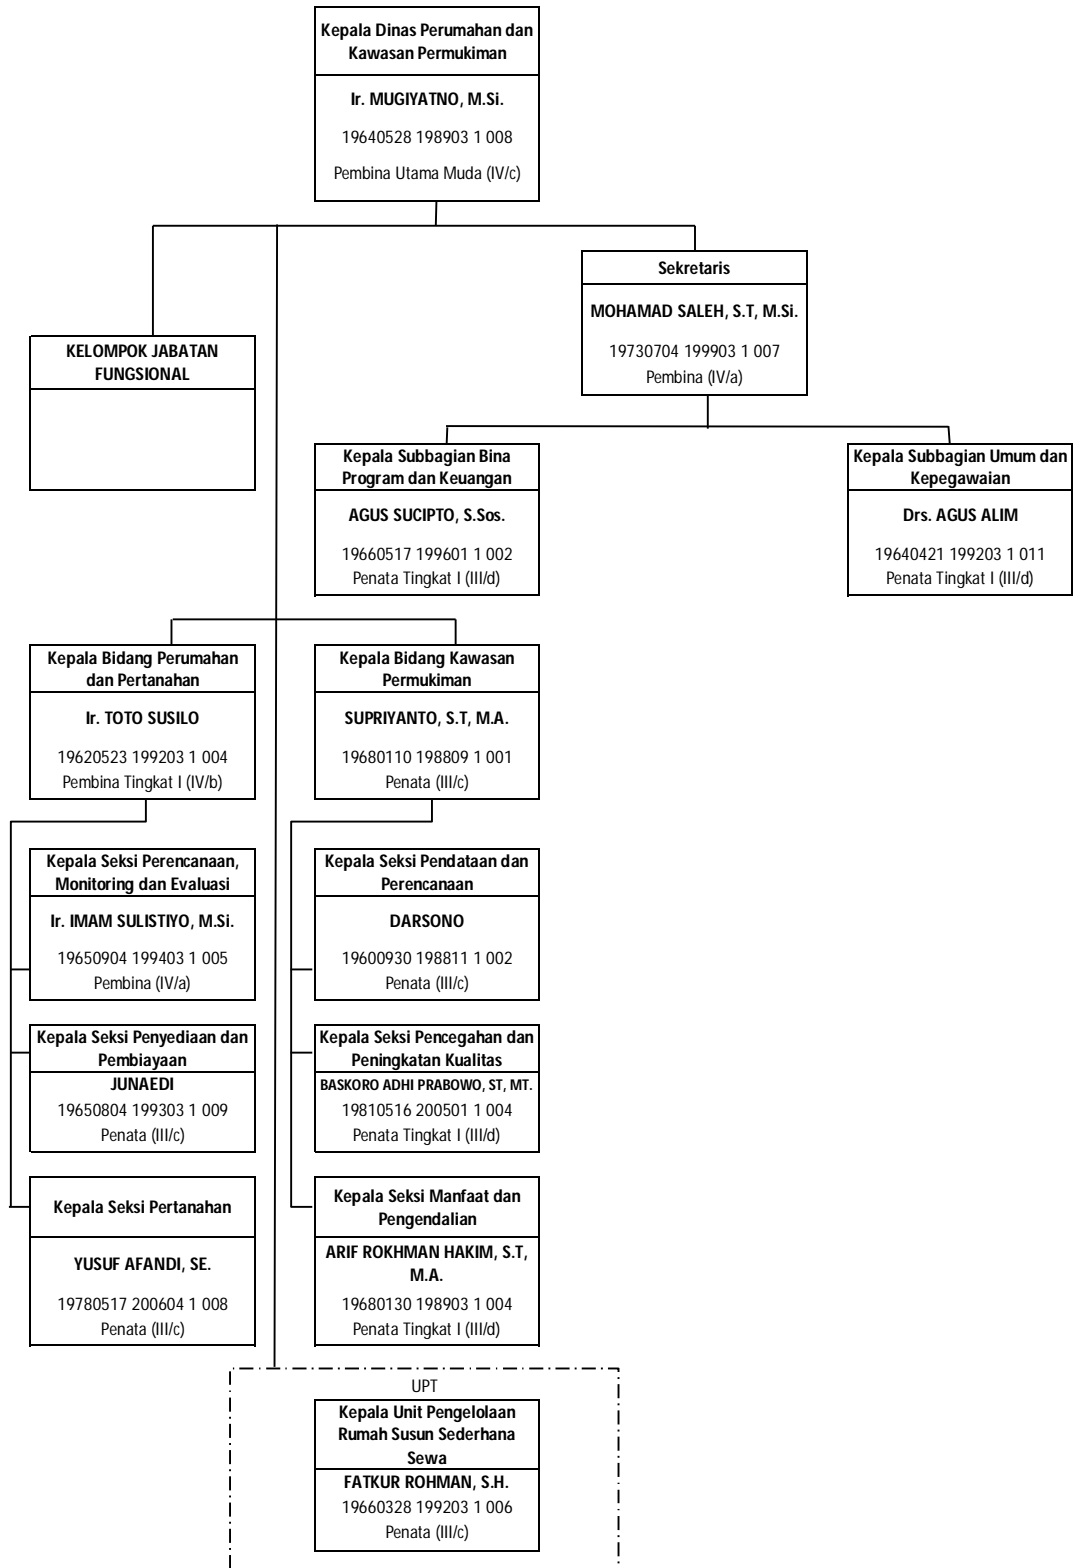 Kepala Dinas Perumahan dan
Kawasan Permukiman
Ir. MUGIYATNO, M.Si.
19640528 198903 1 008
Pembina Utama Muda (IV/c)
Sekretaris
MOHAMAD SALEH, S.T, M.Si.
19730704 199903 1 007
Pembina (IV/a)
KELOMPOK JABATAN
FUNGSIONAL
Kepala Subbagian Bina
Program dan Keuangan
AGUS SUCIPTO, S.Sos.
19660517 199601 1 002
Penata Tingkat I (III/d)
Kepala Subbagian Umum dan
Kepegawaian
Drs. AGUS ALIM
19640421 199203 1 011
Penata Tingkat I (III/d)
Kepala Bidang Perumahan
dan Pertanahan
Ir. TOTO SUSILO
19620523 199203 1 004
Pembina Tingkat I (IV/b)
Kepala Bidang Kawasan
Permukiman
SUPRIYANTO, S.T, M.A.
19680110 198809 1 001
Penata (III/c)
Kepala Seksi Perencanaan,
Monitoring dan Evaluasi
Ir. IMAM SULISTIYO, M.Si.
19650904 199403 1 005
Pembina (IV/a)
Kepala Seksi Pendataan dan
Perencanaan
DARSONO
19600930 198811 1 002
Penata (III/c)
Kepala Seksi Penyediaan dan
Pembiayaan
JUNAEDI
19650804 199303 1 009
Penata (III/c)
Kepala Seksi Pencegahan dan
Peningkatan Kualitas
BASKORO ADHI PRABOWO, ST, MT.
19810516 200501 1 004
Penata Tingkat I (III/d)
Kepala Seksi Pertanahan
YUSUF AFANDI, SE.
19780517 200604 1 008
Penata (III/c)
Kepala Seksi Manfaat dan
Pengendalian
ARIF ROKHMAN HAKIM, S.T,
M.A.
19680130 198903 1 004
Penata Tingkat I (III/d)
UPT
Kepala Unit Pengelolaan
Rumah Susun Sederhana
Sewa
FATKUR ROHMAN, S.H.
19660328 199203 1 006
Penata (III/c)